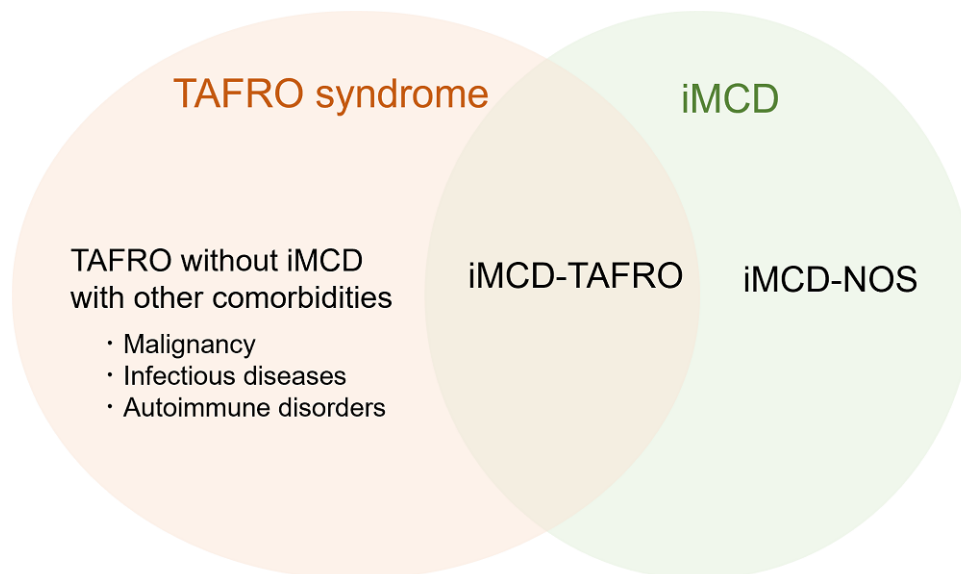 TAFRO syndrome
iMCD
TAFRO without iMCD
with other comorbidities
・Malignancy
・Infectious diseases
・Autoimmune disorders
iMCD-TAFRO
iMCD-NOS